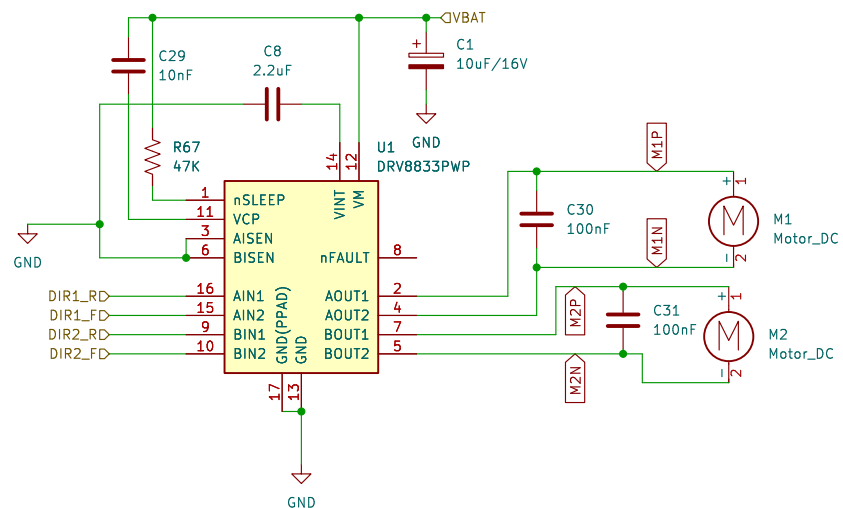 VBAT
C29
10nF
C8
2.2uF
+
C1
10uF/16V
GND
R67
47K
14
12
U1
DRV8833PWP
M1P
1
nSLEEP
VINT
VM
11
VCP
3
AISEN
6
BISEN
nFAULT
8
GND
C30
100nF
M1N
+
1
M
M1
Motor_DC
-
2
DIR1_R
16
AIN1
AOUT1
2
DIR1_F
15
AIN2
AOUT2
4
DIR2_R
9
BIN1
BOUT1
7
DIR2_F
10
BIN2
BOUT2
5
GND(PPAD)
GND
M2P
C31
100nF
+
1
M
M2
Motor_DC
-
2
M2N
17
13
GND